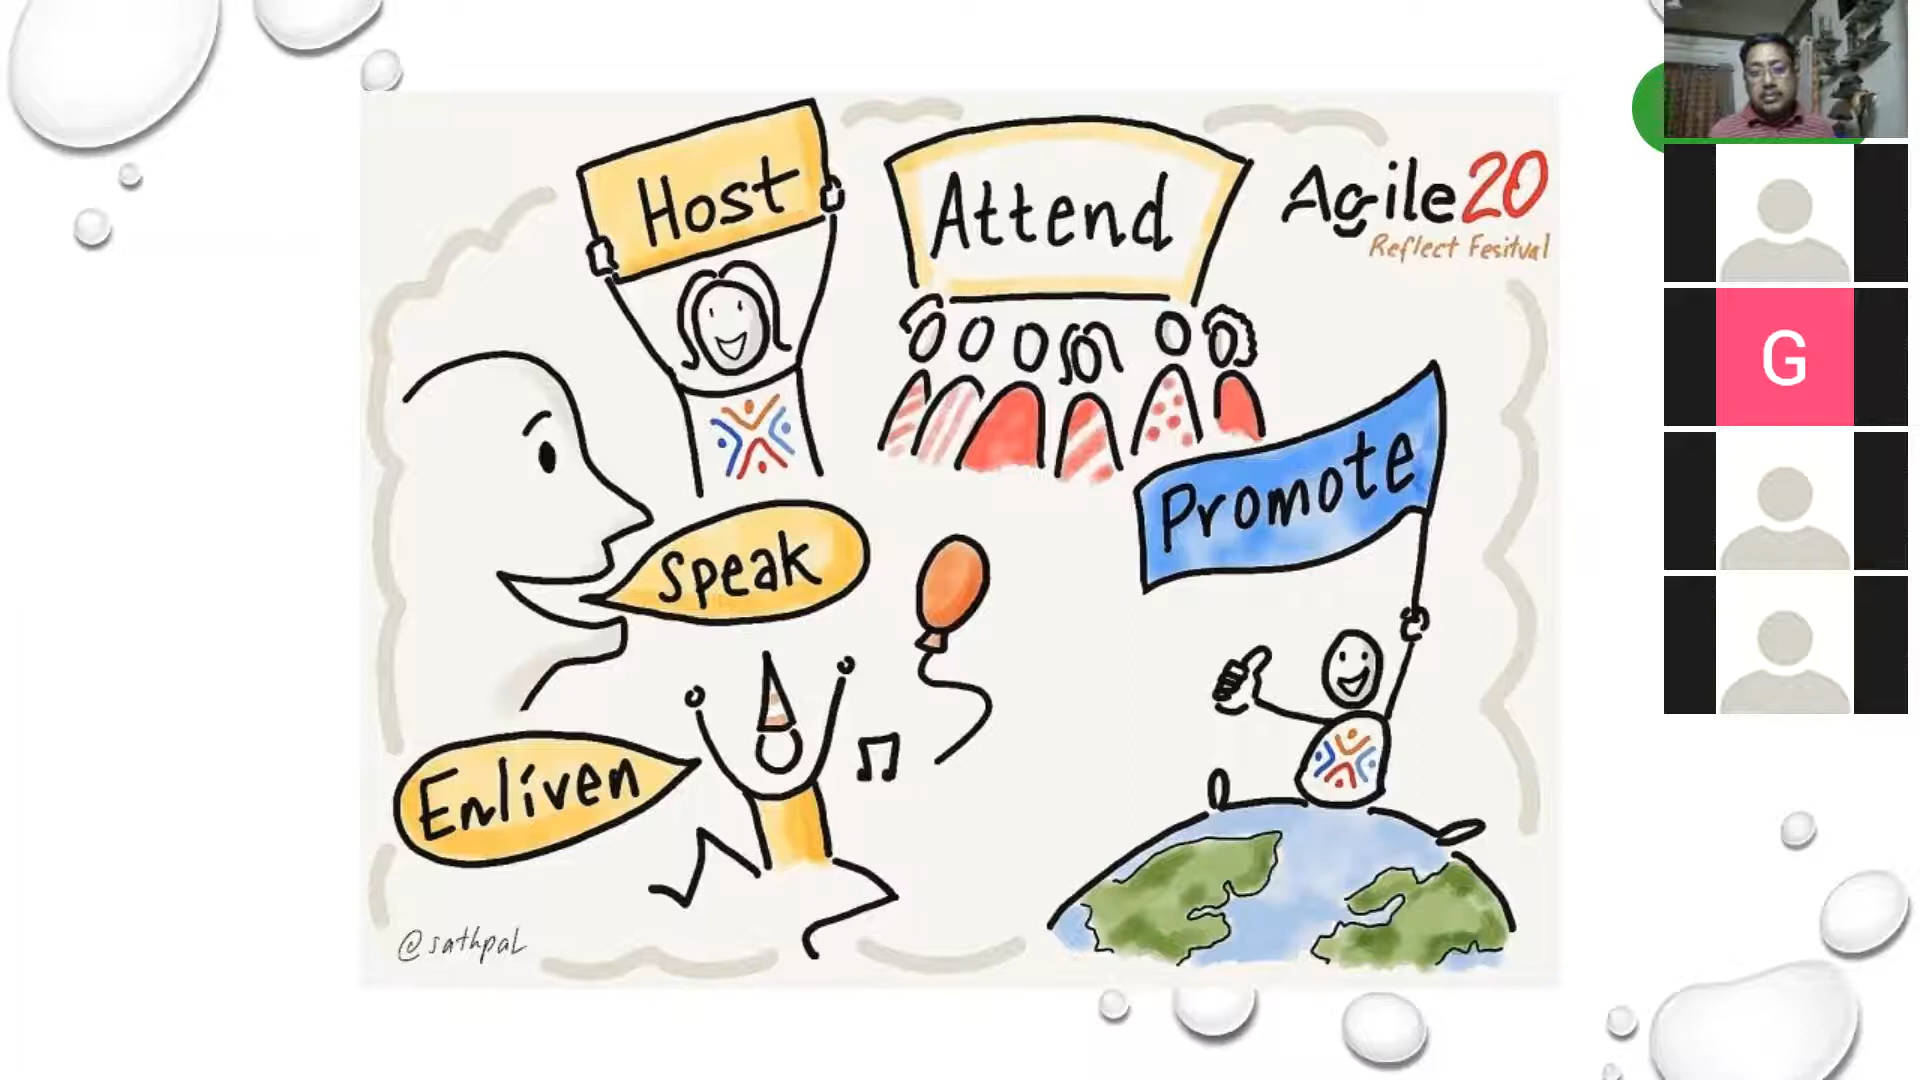 Host
Attend
Agile20
Reflect Fesitval
Promote
Speak
Enliven
@sathpal
G